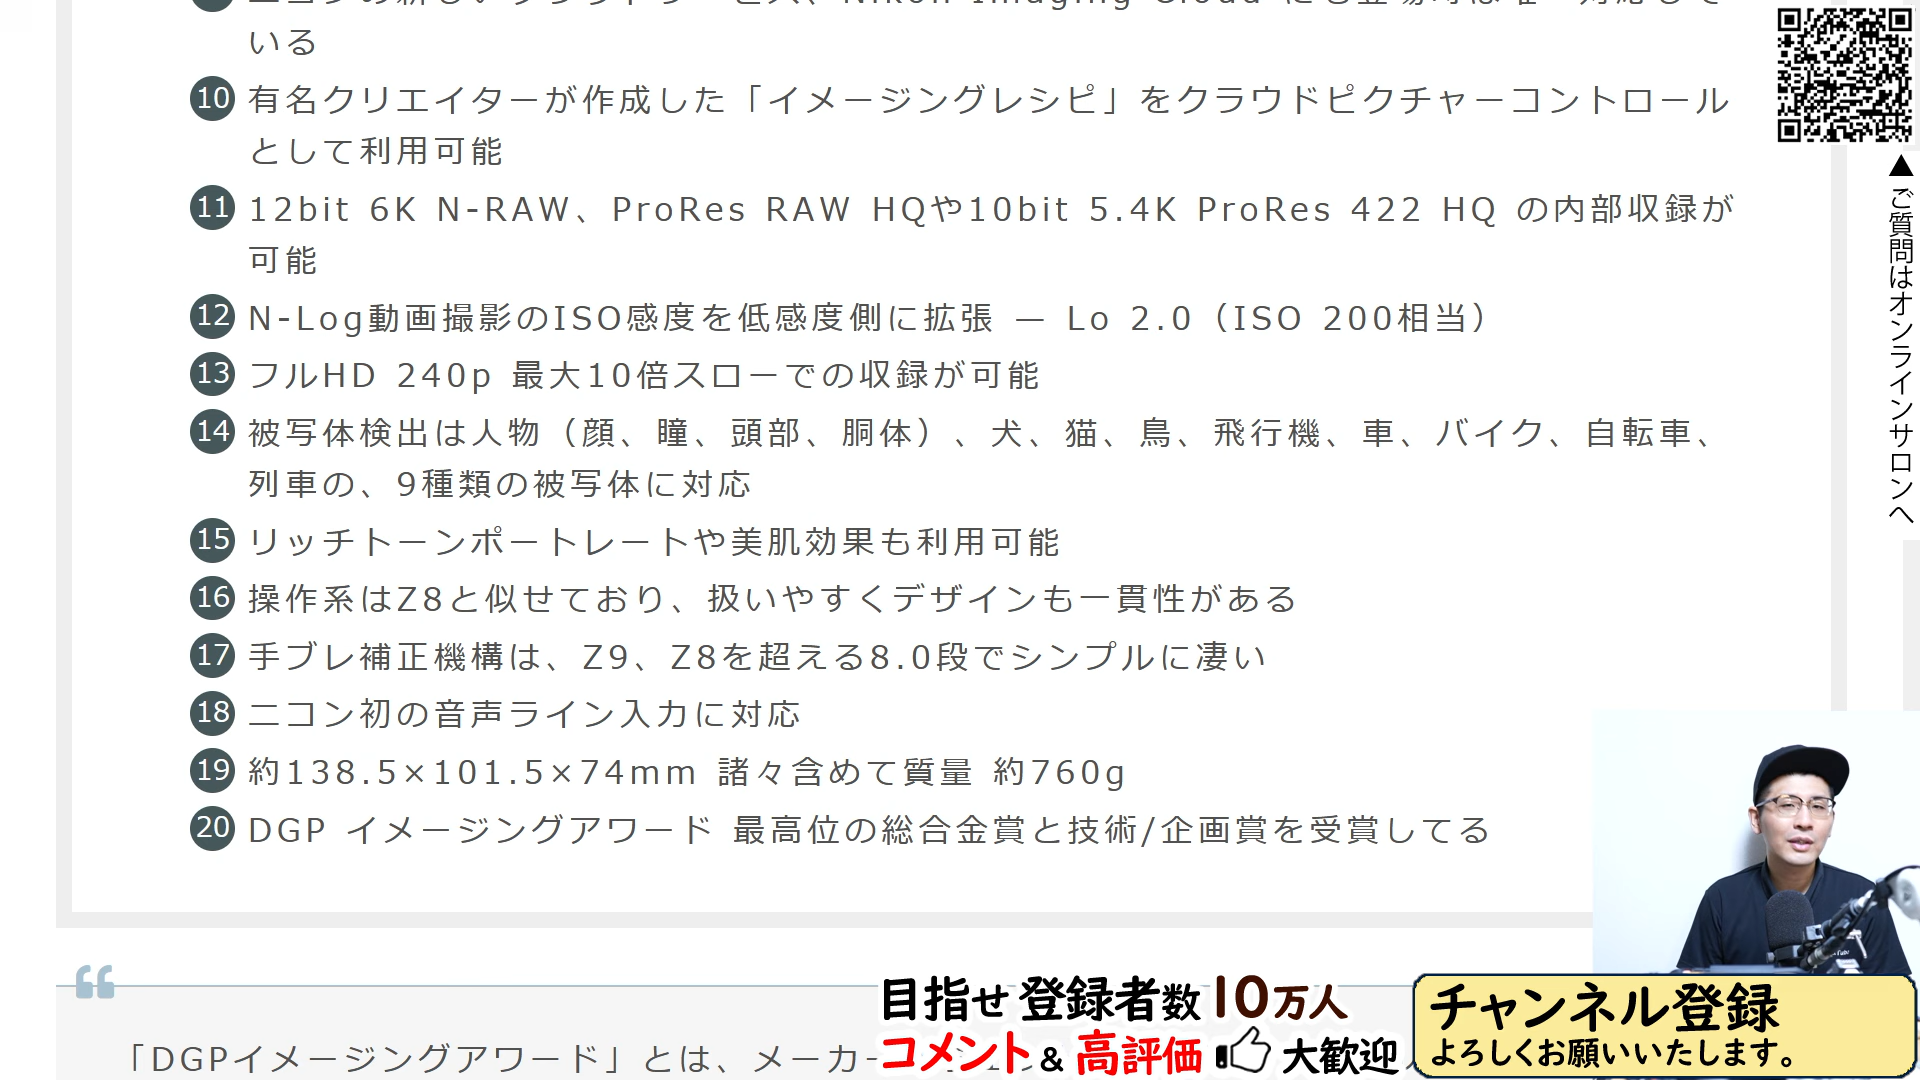 いる
10 有名クリエイターが作成した「イメージングレシピ」をクラウドピクチャーコントロール
として利用可能
11 12bit 6K N-RAW、ProRes RAW HQや10bit 5.4K ProRes 422 HQ の内部収録が
可能
12 N-Log動画撮影のISO感度を低感度側に拡張 — Lo 2.0（ISO 200相当）
13 フルHD 240p 最大10倍スローでの収録が可能
14 被写体検出は人物（顔、瞳、頭部、胴体）、犬、猫、鳥、飛行機、車、バイク、自転車、
列車の、9種類の被写体に対応
15 リッチトーンポートレートや美肌効果も利用可能
16 操作系はZ8と似せており、扱いやすくデザインも一貫性がある
17 手ブレ補正機構は、Z9、Z8を超える8.0段でシンプルに凄い
18 ニコン初の音声ライン入力に対応
19 約138.5×101.5×74mm 諸々含めて質量 約760g
20 DGP イメージングアワード 最高位の総合金賞と技術/企画賞を受賞してる
「DGPイメージングアワード」とは、メーカー
▲ご質問はオンラインサロンへ
目指せ 登録者数 10万人
コメント & 高評価 大歓迎
チャンネル登録
よろしくお願いいたします。